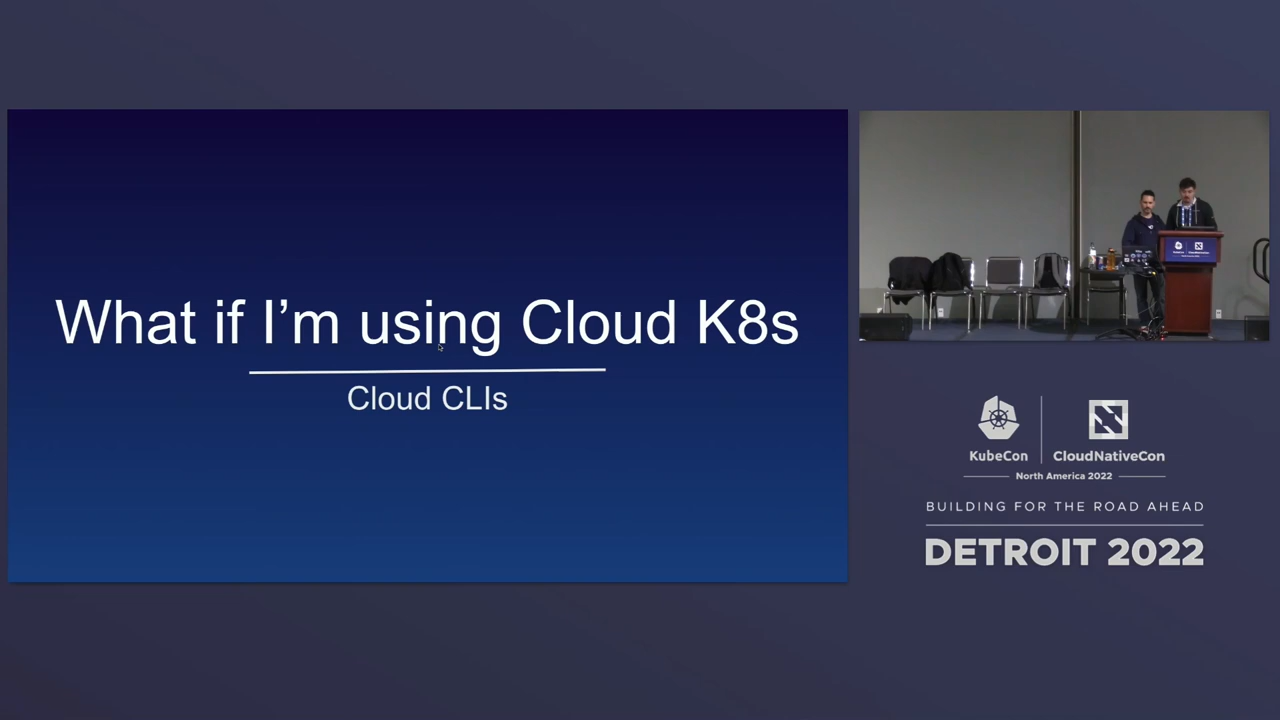 What if I'm using Cloud K8s
Cloud CLIs
KubeCon
CloudNativeCon
North America 2022
BUILDING FOR THE ROAD AHEAD
DETROIT 2022